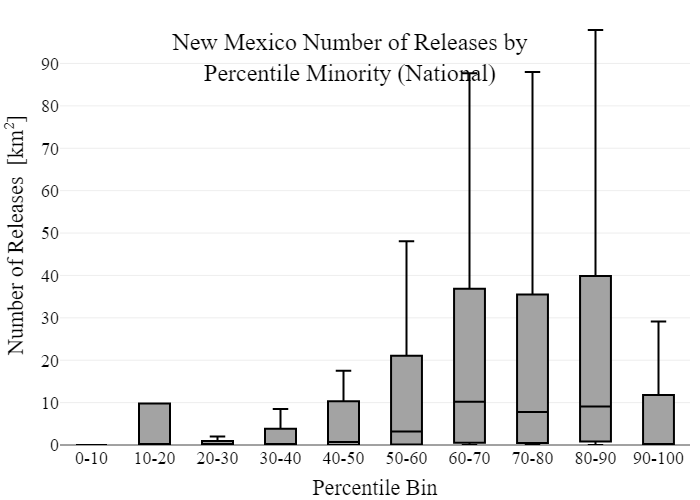 New Mexico Number of Releases by
Percentile Minority (National)
Number of Releases [km²]
90
80
70
60
50
40
30
20
10
0
0-10 10-20 20-30 30-40 40-50 50-60 60-70 70-80 80-90 90-100
Percentile Bin